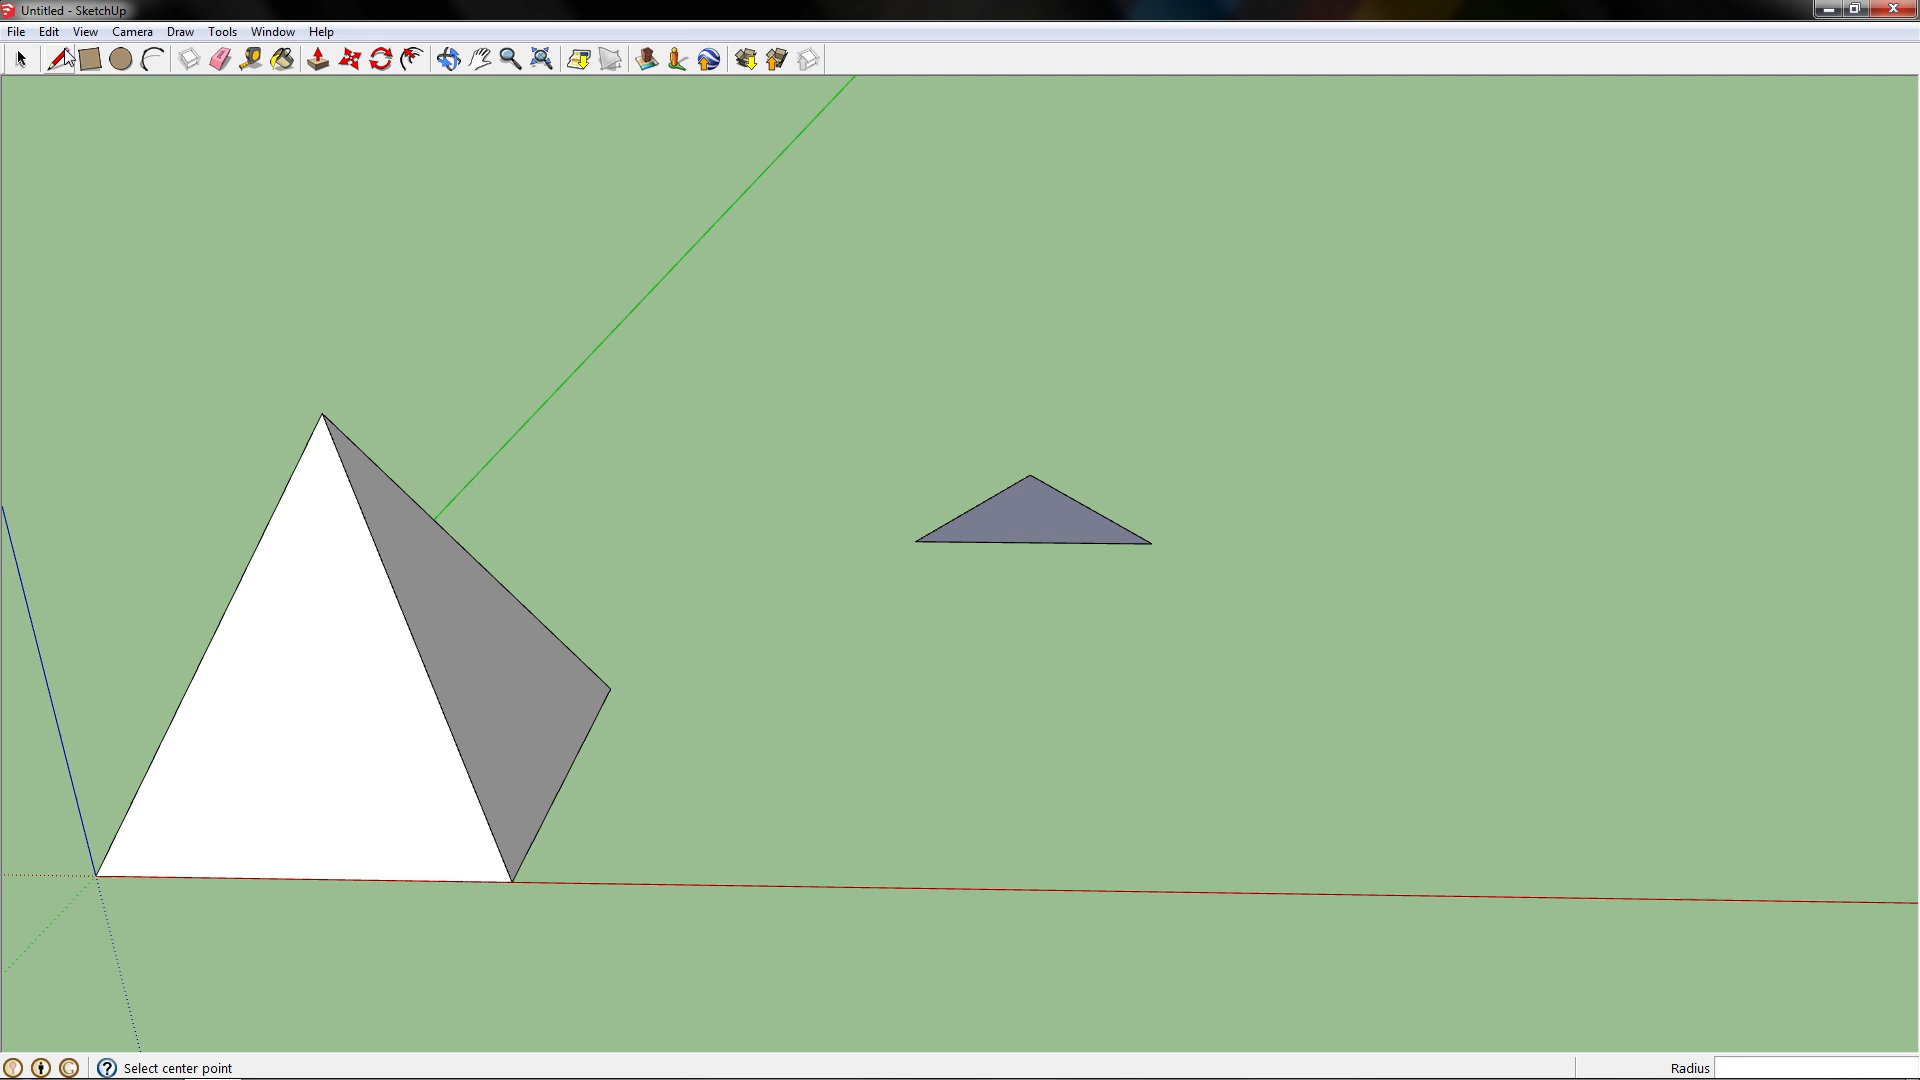 Untitled - SketchUp
File Edit View Camera Draw Tools Window Help
Select center point Radius